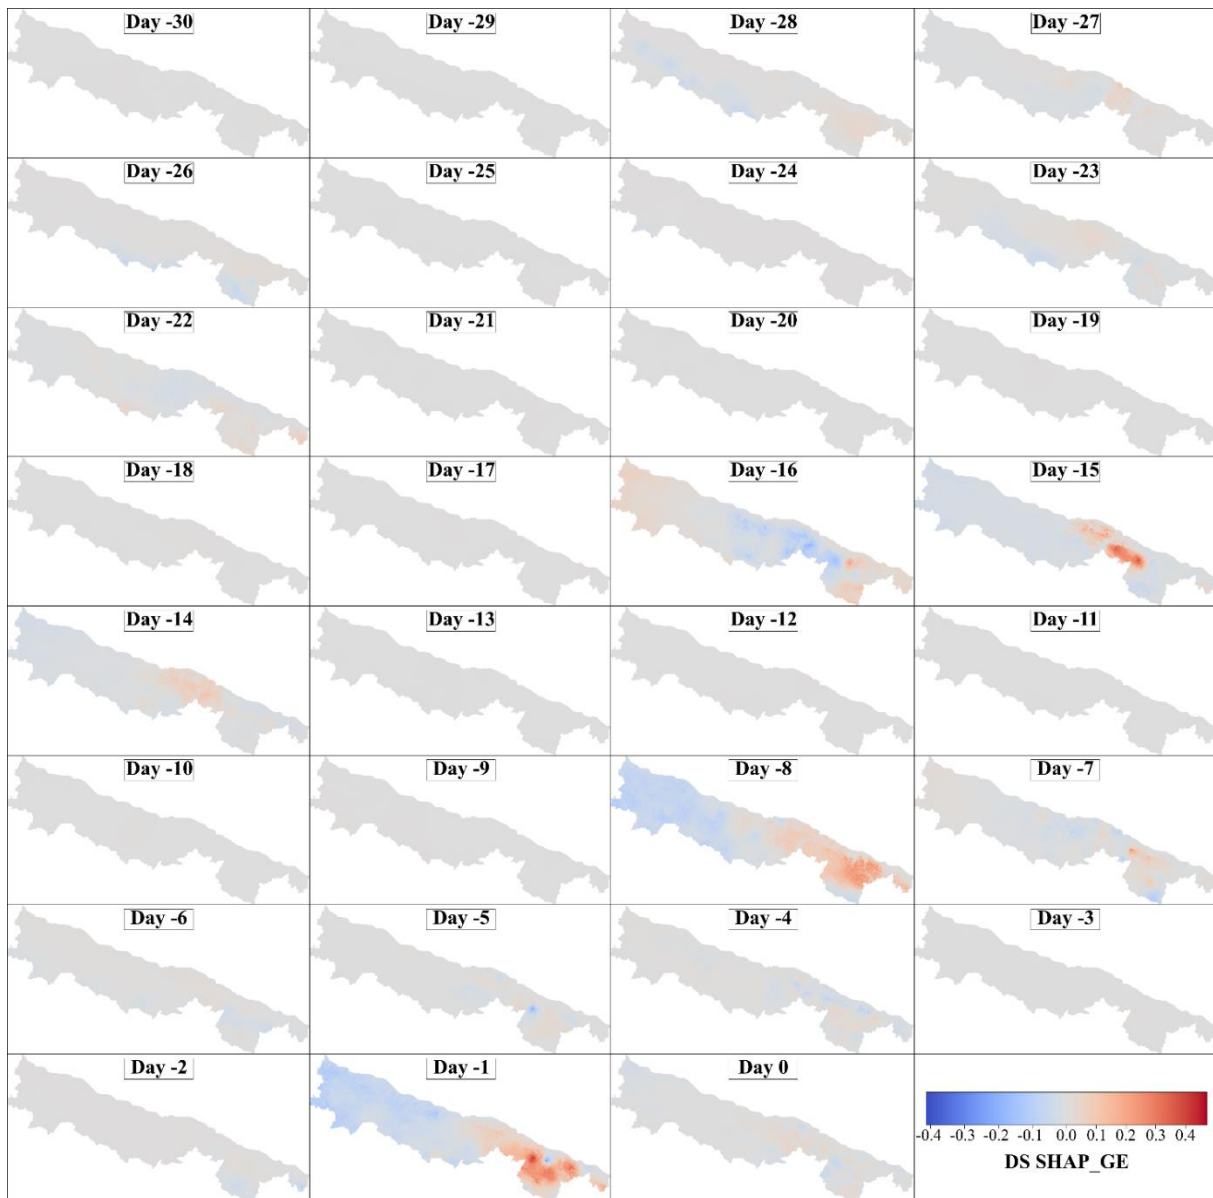 Day -30
Day -29
Day -28
Day -27
Day -26
Day -25
Day -24
Day -23
Day -22
Day -21
Day -20
Day -19
Day -18
Day -17
Day -16
Day -15
Day -14
Day -13
Day -12
Day -11
Day -10
Day -9
Day -8
Day -7
Day -6
Day -5
Day -4
Day -3
Day -2
Day -1
Day 0
-0.4 -0.3 -0.2 -0.1 0.0 0.1 0.2 0.3 0.4
DS SHAP_GE